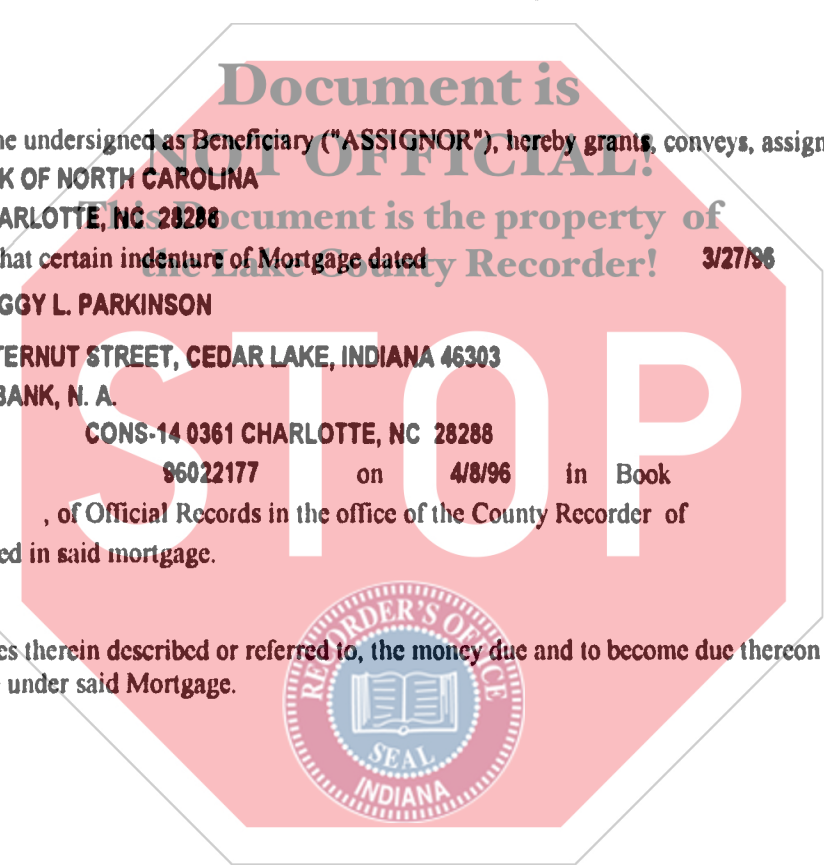 Document is
he undersigned as Beneficiary ("ASSIGNOR"), hereby grants, conveys, assign
NOT OFFICIAL!
K OF NORTH CAROLINA
ARLOTTE, NC 28288
This Document is the property of
hat certain indenture of Mortgage dated 3/27/96
the Lake County Recorder!
GGY L. PARKINSON
TERNUT STREET, CEDAR LAKE, INDIANA 46303
BANK, N. A.
CONS-14 0361 CHARLOTTE, NC 28288
96022177 on 4/8/96 in Book
, of Official Records in the office of the County Recorder of
ed in said mortgage.
STOP
es therein described or referred to, the money due and to become due thereon
under said Mortgage.
RECORDER'S OFFICE
SEAL
INDIANA